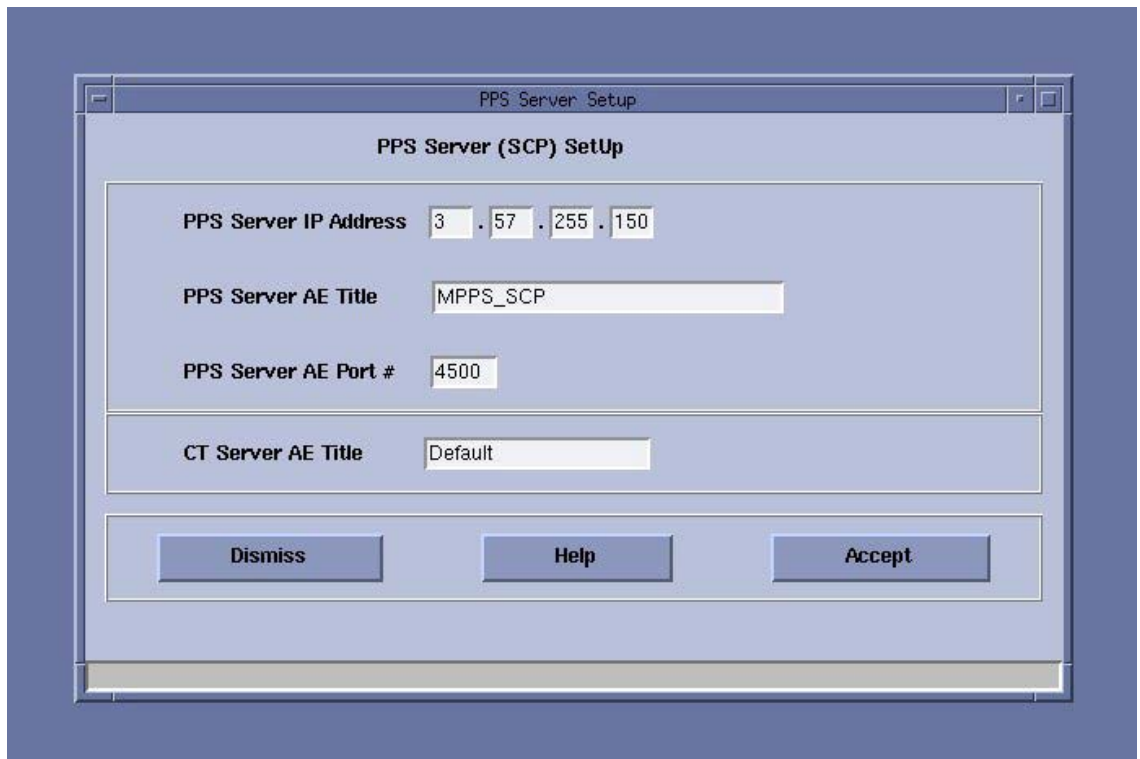 PPS Server Setup
PPS Server (SCP) SetUp
PPS Server IP Address 3 . 57 . 255 . 150
PPS Server AE Title MPPS_SCP
PPS Server AE Port # 4500
CT Server AE Title Default
Dismiss Help Accept